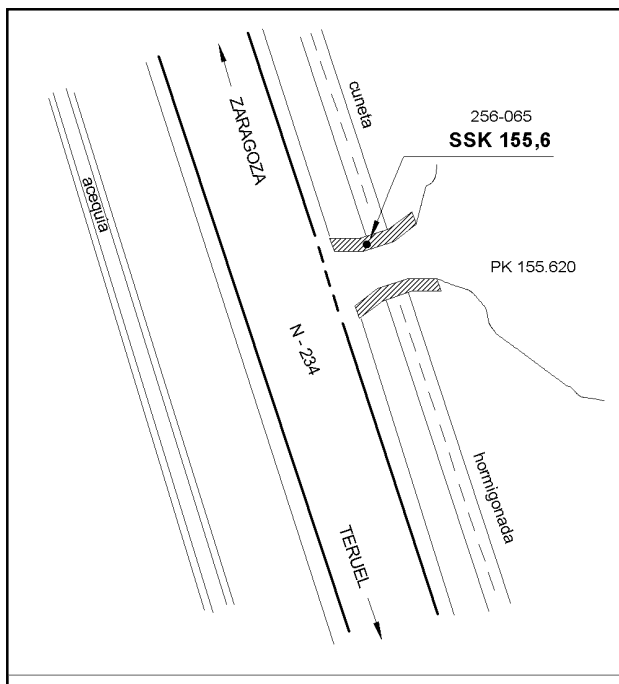 ZARAGOZA
cuneta
256-065
SSK 155,6
acequia
PK 155.620
N - 234
hormigonada
TERUEL